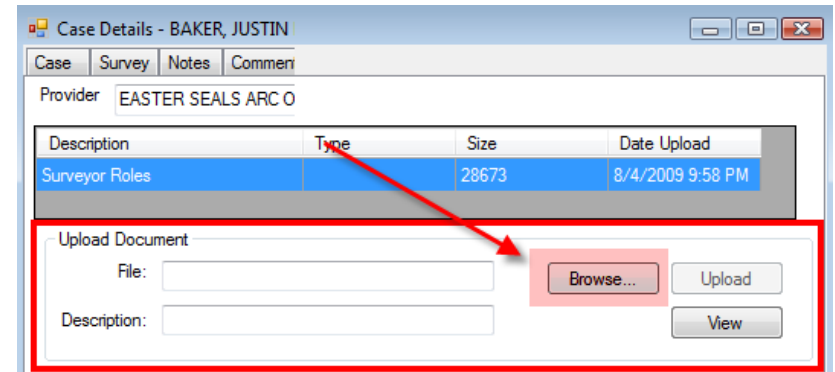 Case Details - BAKER, JUSTIN
Case Survey Notes Commen
Provider EASTER SEALS ARC O
Description Type Size Date Upload
Surveyor Roles 28673 8/4/2009 9:58 PM
Upload Document
File: Browse... Upload
Description: View